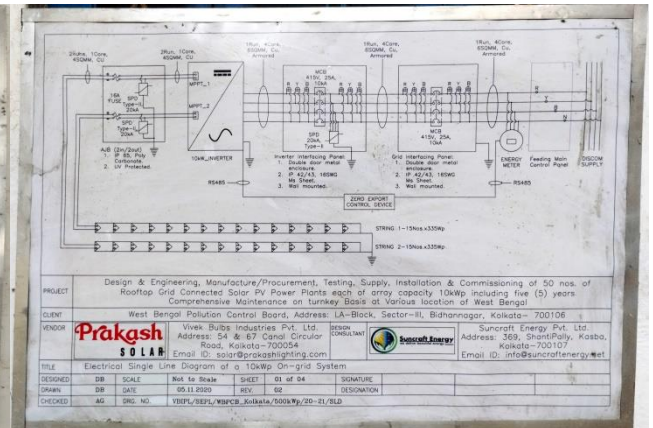 2Runs, 1Core,
4SQMM, CU
2Run, 1Core,
4SQMM, CU
1Run, 4Core,
6SQMM, Cu,
Armored
MCB
415V, 25A,
10kA
1Run, 4Core,
6SQMM, Cu,
Armored
1Run, 4Core,
6SQMM, Cu,
Armored
16A
FUSE
SPD
Type-II,
20kA
SPD
Type-II,
20kA
MPPT_1
MPPT_2
10kW_INVERTER
R Y B
R Y B
R Y B
R Y B
SPD
20kA,
Type-II
MCB
415V, 25A,
10kA
AJB (2in/2out)
1. IP 65, Poly
Carbonate.
2. UV Protected.
Inverter Interfacing Panel:
1. Double door metal
enclosure.
2. IP 42/43, 16SWG
Ms Sheet.
3. Wall mounted.
Grid Interfacing Panel:
1. Double door metal
enclosure.
2. IP 42/43, 16SWG
Ms Sheet.
3. Wall mounted.
ENERGY
METER
Feeding Main
Control Panel
DISCOM
SUPPLY
RS485
RS485
ZERO EXPORT
CONTROL DEVICE
STRING 1-15Nos.x335Wp
STRING 2-15Nos.x335Wp
PROJECT
Design & Engineering, Manufacture/Procurement, Testing, Supply, Installation & Commissioning of 50 nos. of
Rooftop Grid Connected Solar PV Power Plants each of array capacity 10kWp including five (5) years
Comprehensive Maintenance on turnkey Basis at Various location of West Bengal
CLIENT West Bengal Pollution Control Board, Address: LA-Block, Sector-III, Bidhannagar, Kolkata- 700106
VENDOR
Prakash
SOLAR
Vivek Bulbs Industries Pvt. Ltd.
Address: 54 & 67 Canal Circular
Road, Kolkata-700054
Email ID: solar@prakashlighting.com
DESIGN
CONSULTANT
Suncraft Energy
Suncraft Energy Pvt. Ltd.
Address: 369, ShantiPally, Kasba,
Kolkata-700107
Email ID: info@suncraftenergy.net
TITLE Electrical Single Line Diagram of a 10kWp On-grid System
DESIGNED DB SCALE Not to Scale SHEET 01 of 04 SIGNATURE
DRAWN DB DATE 05.11.2020 REV. 02 DESIGNATION
CHECKED AG DRG. NO. VBIPL/SEPL/WBPCB_Kolkata/500kWp/20-21/SLD